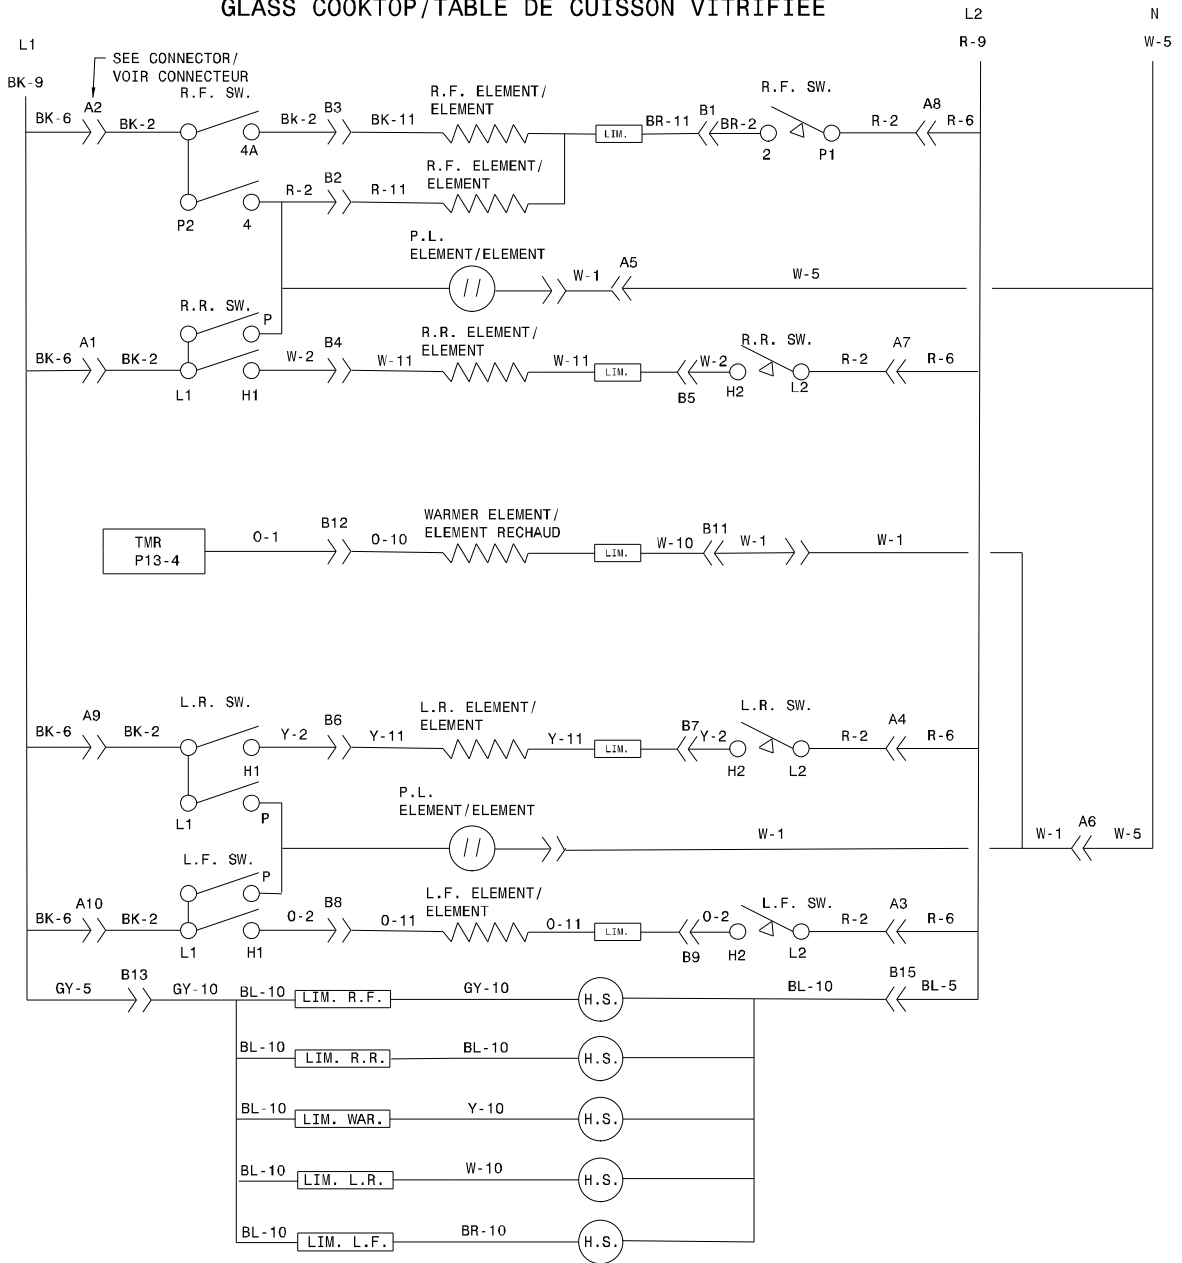 GLASS COOKTOP/TABLE DE CUISSON VITRIFIEE
L2
N
L1
R-9
W-5
BK-9
SEE CONNECTOR/
VOIR CONNECTEUR
R.F. SW.
R.F. ELEMENT/
ELEMENT
R.F. SW.
BK-6
A2
BK-2
Bk-2
B3
BK-11
LIM.
BR-11
B1
BR-2
R-2
A8
R-6
4A
2
P1
R.F. ELEMENT/
ELEMENT
P2
4
R-2
B2
R-11
P.L.
ELEMENT/ELEMENT
W-1
A5
W-5
R.R. SW.
P
R.R. ELEMENT/
ELEMENT
R.R. SW.
BK-6
A1
BK-2
W-2
B4
W-11
W-11
LIM.
W-2
R-2
A7
R-6
L1
H1
B5
H2
L2
WARMER ELEMENT/
ELEMENT RECHAUD
TMR
P13-4
O-1
B12
O-10
LIM.
W-10
B11
W-1
W-1
L.R. SW.
L.R. ELEMENT/
ELEMENT
L.R. SW.
BK-6
A9
BK-2
Y-2
B6
Y-11
Y-11
LIM.
B7
Y-2
R-2
A4
R-6
H1
H2
L2
L1
P
P.L.
ELEMENT/ELEMENT
W-1
W-1
A6
W-5
L.F. SW.
P
L.F. ELEMENT/
ELEMENT
L.F. SW.
BK-6
A10
BK-2
O-2
B8
O-11
O-11
LIM.
O-2
R-2
A3
R-6
L1
H1
B9
H2
L2
GY-5
B13
GY-10
BL-10
LIM. R.F.
GY-10
H.S.
BL-10
B15
BL-5
BL-10
LIM. R.R.
BL-10
H.S.
BL-10
LIM. WAR.
Y-10
H.S.
BL-10
LIM. L.R.
W-10
H.S.
BL-10
LIM. L.F.
BR-10
H.S.